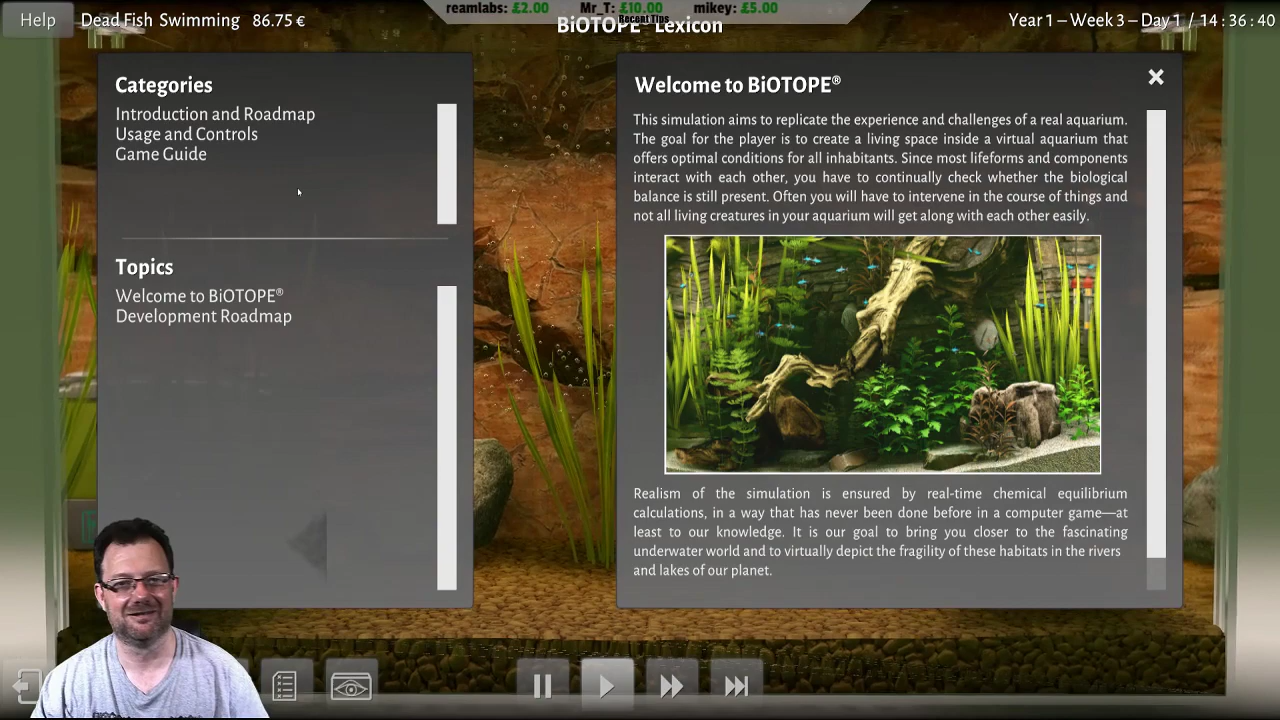 Help
Dead Fish Swimming 86.75 €
reamlabs: £2.00 Mr_T: £10.00 mikey: £5.00
Recent Tips
BiOTOPE Lexicon
Year 1 – Week 3 – Day 1 / 14:36:40
Categories
Introduction and Roadmap
Usage and Controls
Game Guide
Topics
Welcome to BiOTOPE®
Development Roadmap
Welcome to BiOTOPE®
This simulation aims to replicate the experience and challenges of a real aquarium.
The goal for the player is to create a living space inside a virtual aquarium that
offers optimal conditions for all inhabitants. Since most lifeforms and components
interact with each other, you have to continually check whether the biological
balance is still present. Often you will have to intervene in the course of things and
not all living creatures in your aquarium will get along with each other easily.
Realism of the simulation is ensured by real-time chemical equilibrium
calculations, in a way that has never been done before in a computer game—at
least to our knowledge. It is our goal to bring you closer to the fascinating
underwater world and to virtually depict the fragility of these habitats in the rivers
and lakes of our planet.